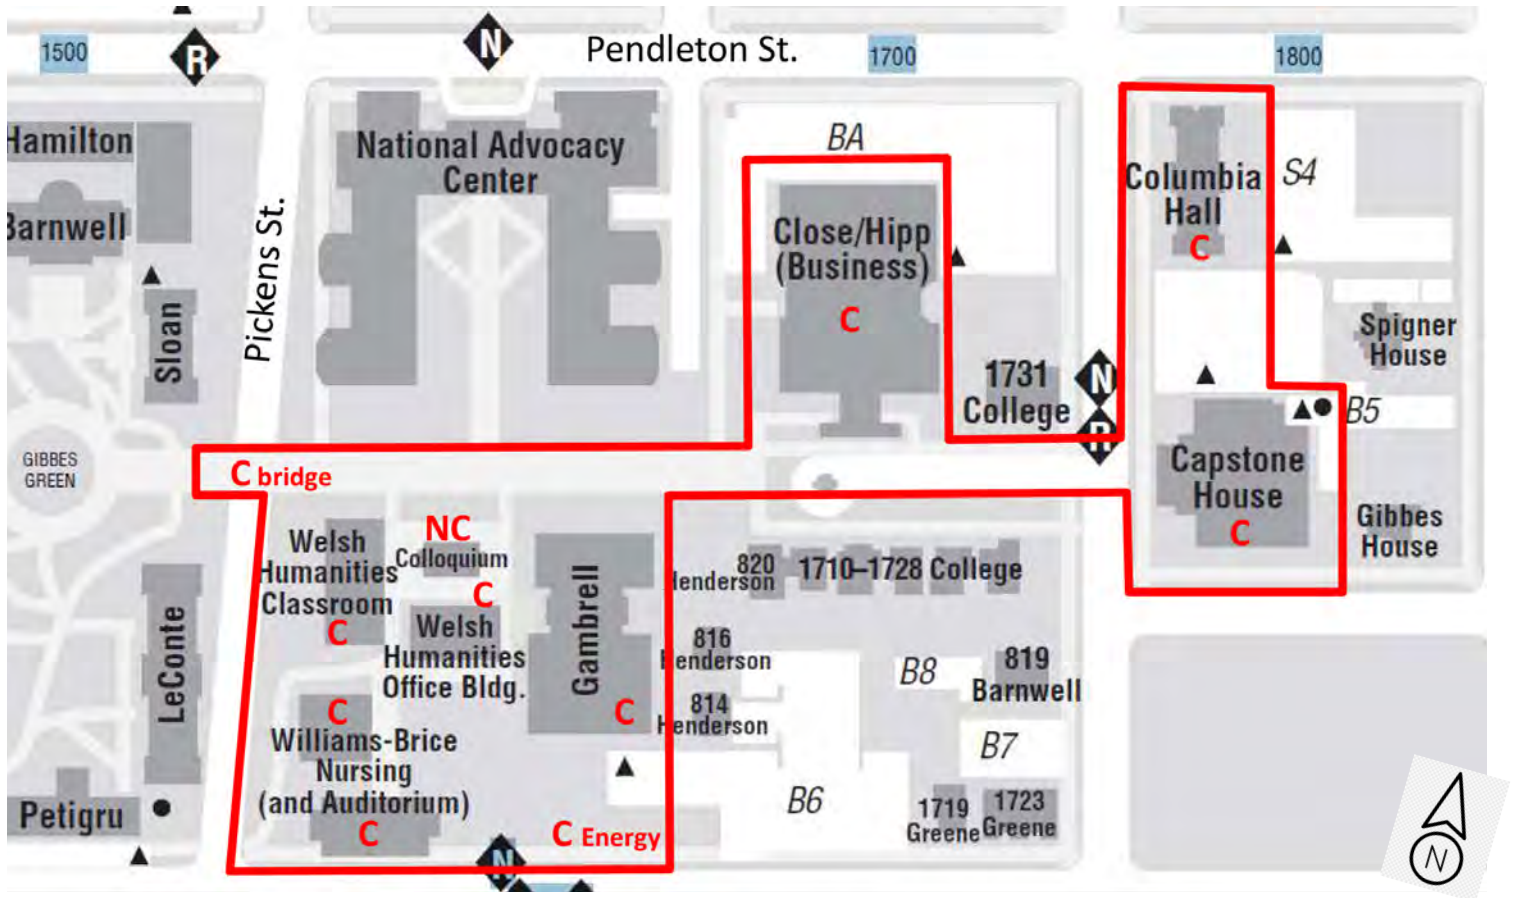 1500
R
N
Pendleton St.
1700
1800
Hamilton
National Advocacy
Center
BA
Columbia
Hall
C
S4
Barnwell
Pickens St.
Close/Hipp
(Business)
C
Sloan
Spigner
House
1731
College
N
R
B5
GIBBES
GREEN
C bridge
Capstone
House
C
Gibbes
House
NC
Colloquium
C
Welsh
Humanities
Classroom
C
Gambrell
C
820
Henderson
1710–1728 College
LeConte
Welsh
Humanities
Office Bldg.
816
Henderson
B8
819
Barnwell
C
Williams-Brice
Nursing
(and Auditorium)
C
814
Henderson
B7
B6
Petigru
C Energy
1719
Greene
1723
Greene
N
N